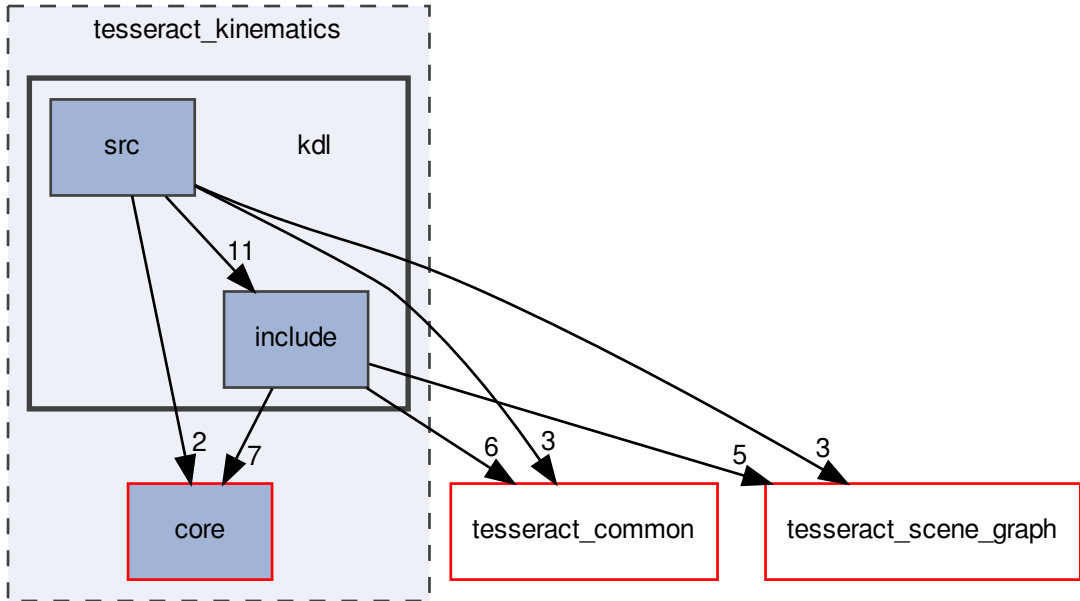 tesseract_kinematics
src
kdl
11
include
2
7
6
3
5
3
core
tesseract_common
tesseract_scene_graph